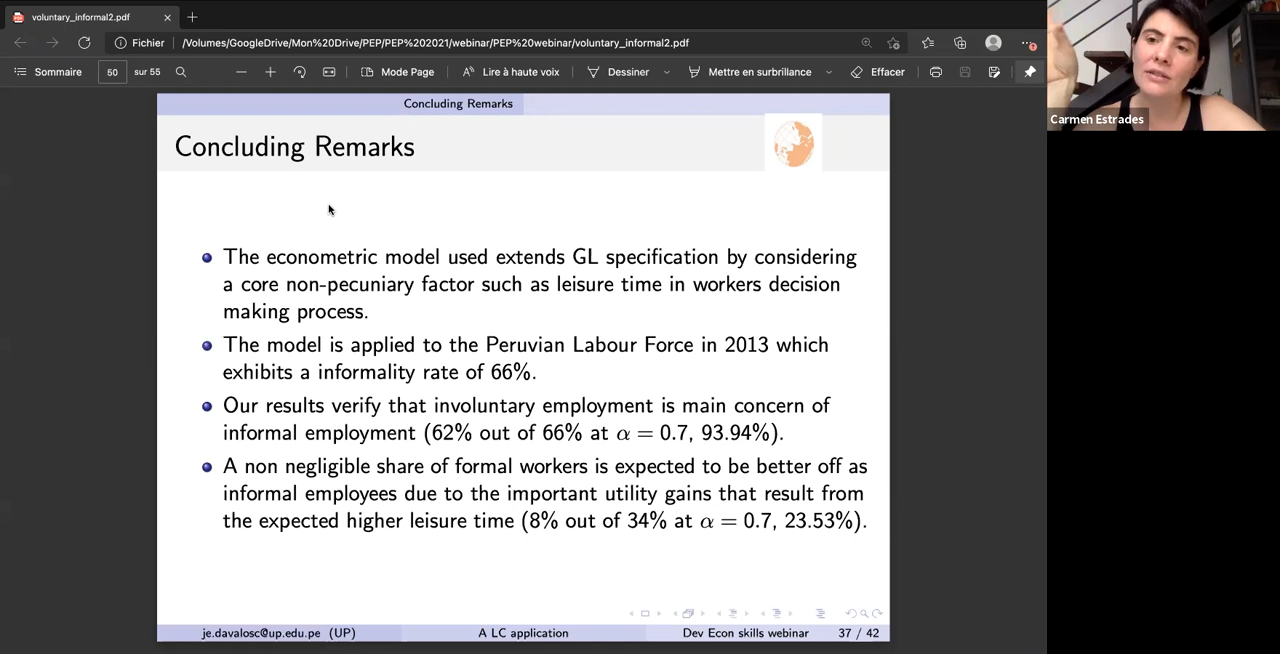 voluntary_informal2.pdf
Fichier
/Volumes/GoogleDrive/Mon%20Drive/PEP/PEP%202021/webinar/PEP%20webinar/voluntary_informal2.pdf
Sommaire 50 sur 55 Mode Page Lire à haute voix Dessiner Mettre en surbrillance Effacer
Carmen Estrades
Concluding Remarks
Concluding Remarks
The econometric model used extends GL specification by considering
a core non-pecuniary factor such as leisure time in workers decision
making process.
The model is applied to the Peruvian Labour Force in 2013 which
exhibits a informality rate of 66%.
Our results verify that involuntary employment is main concern of
informal employment (62% out of 66% at α = 0.7, 93.94%).
A non negligible share of formal workers is expected to be better off as
informal employees due to the important utility gains that result from
the expected higher leisure time (8% out of 34% at α = 0.7, 23.53%).
je.davalosc@up.edu.pe (UP) A LC application Dev Econ skills webinar 37 / 42